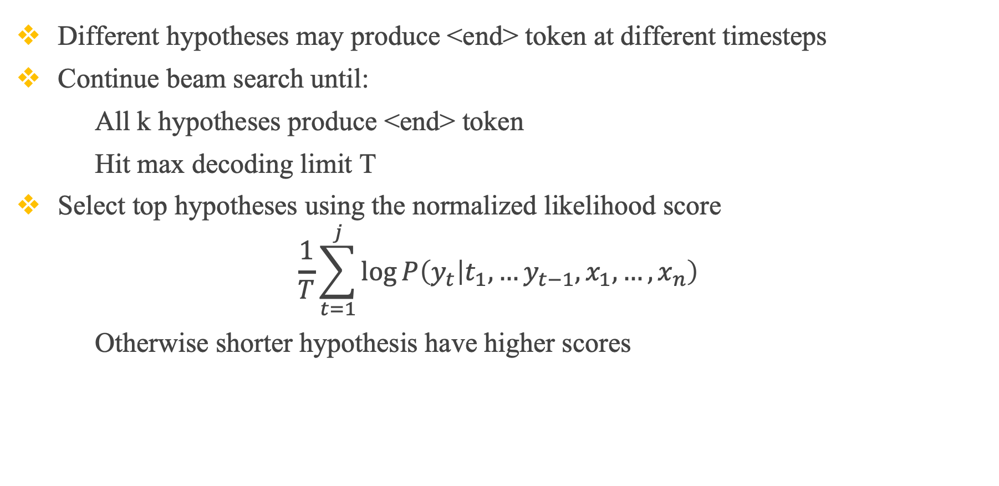 ❖ Different hypotheses may produce <end> token at different timesteps
❖ Continue beam search until:
All k hypotheses produce <end> token
Hit max decoding limit T
❖ Select top hypotheses using the normalized likelihood score
$\frac{1}{T}\sum_{t=1}^{j} \log P(y_t|t_1, \ldots y_{t-1}, x_1, \ldots, x_n)$
Otherwise shorter hypothesis have higher scores